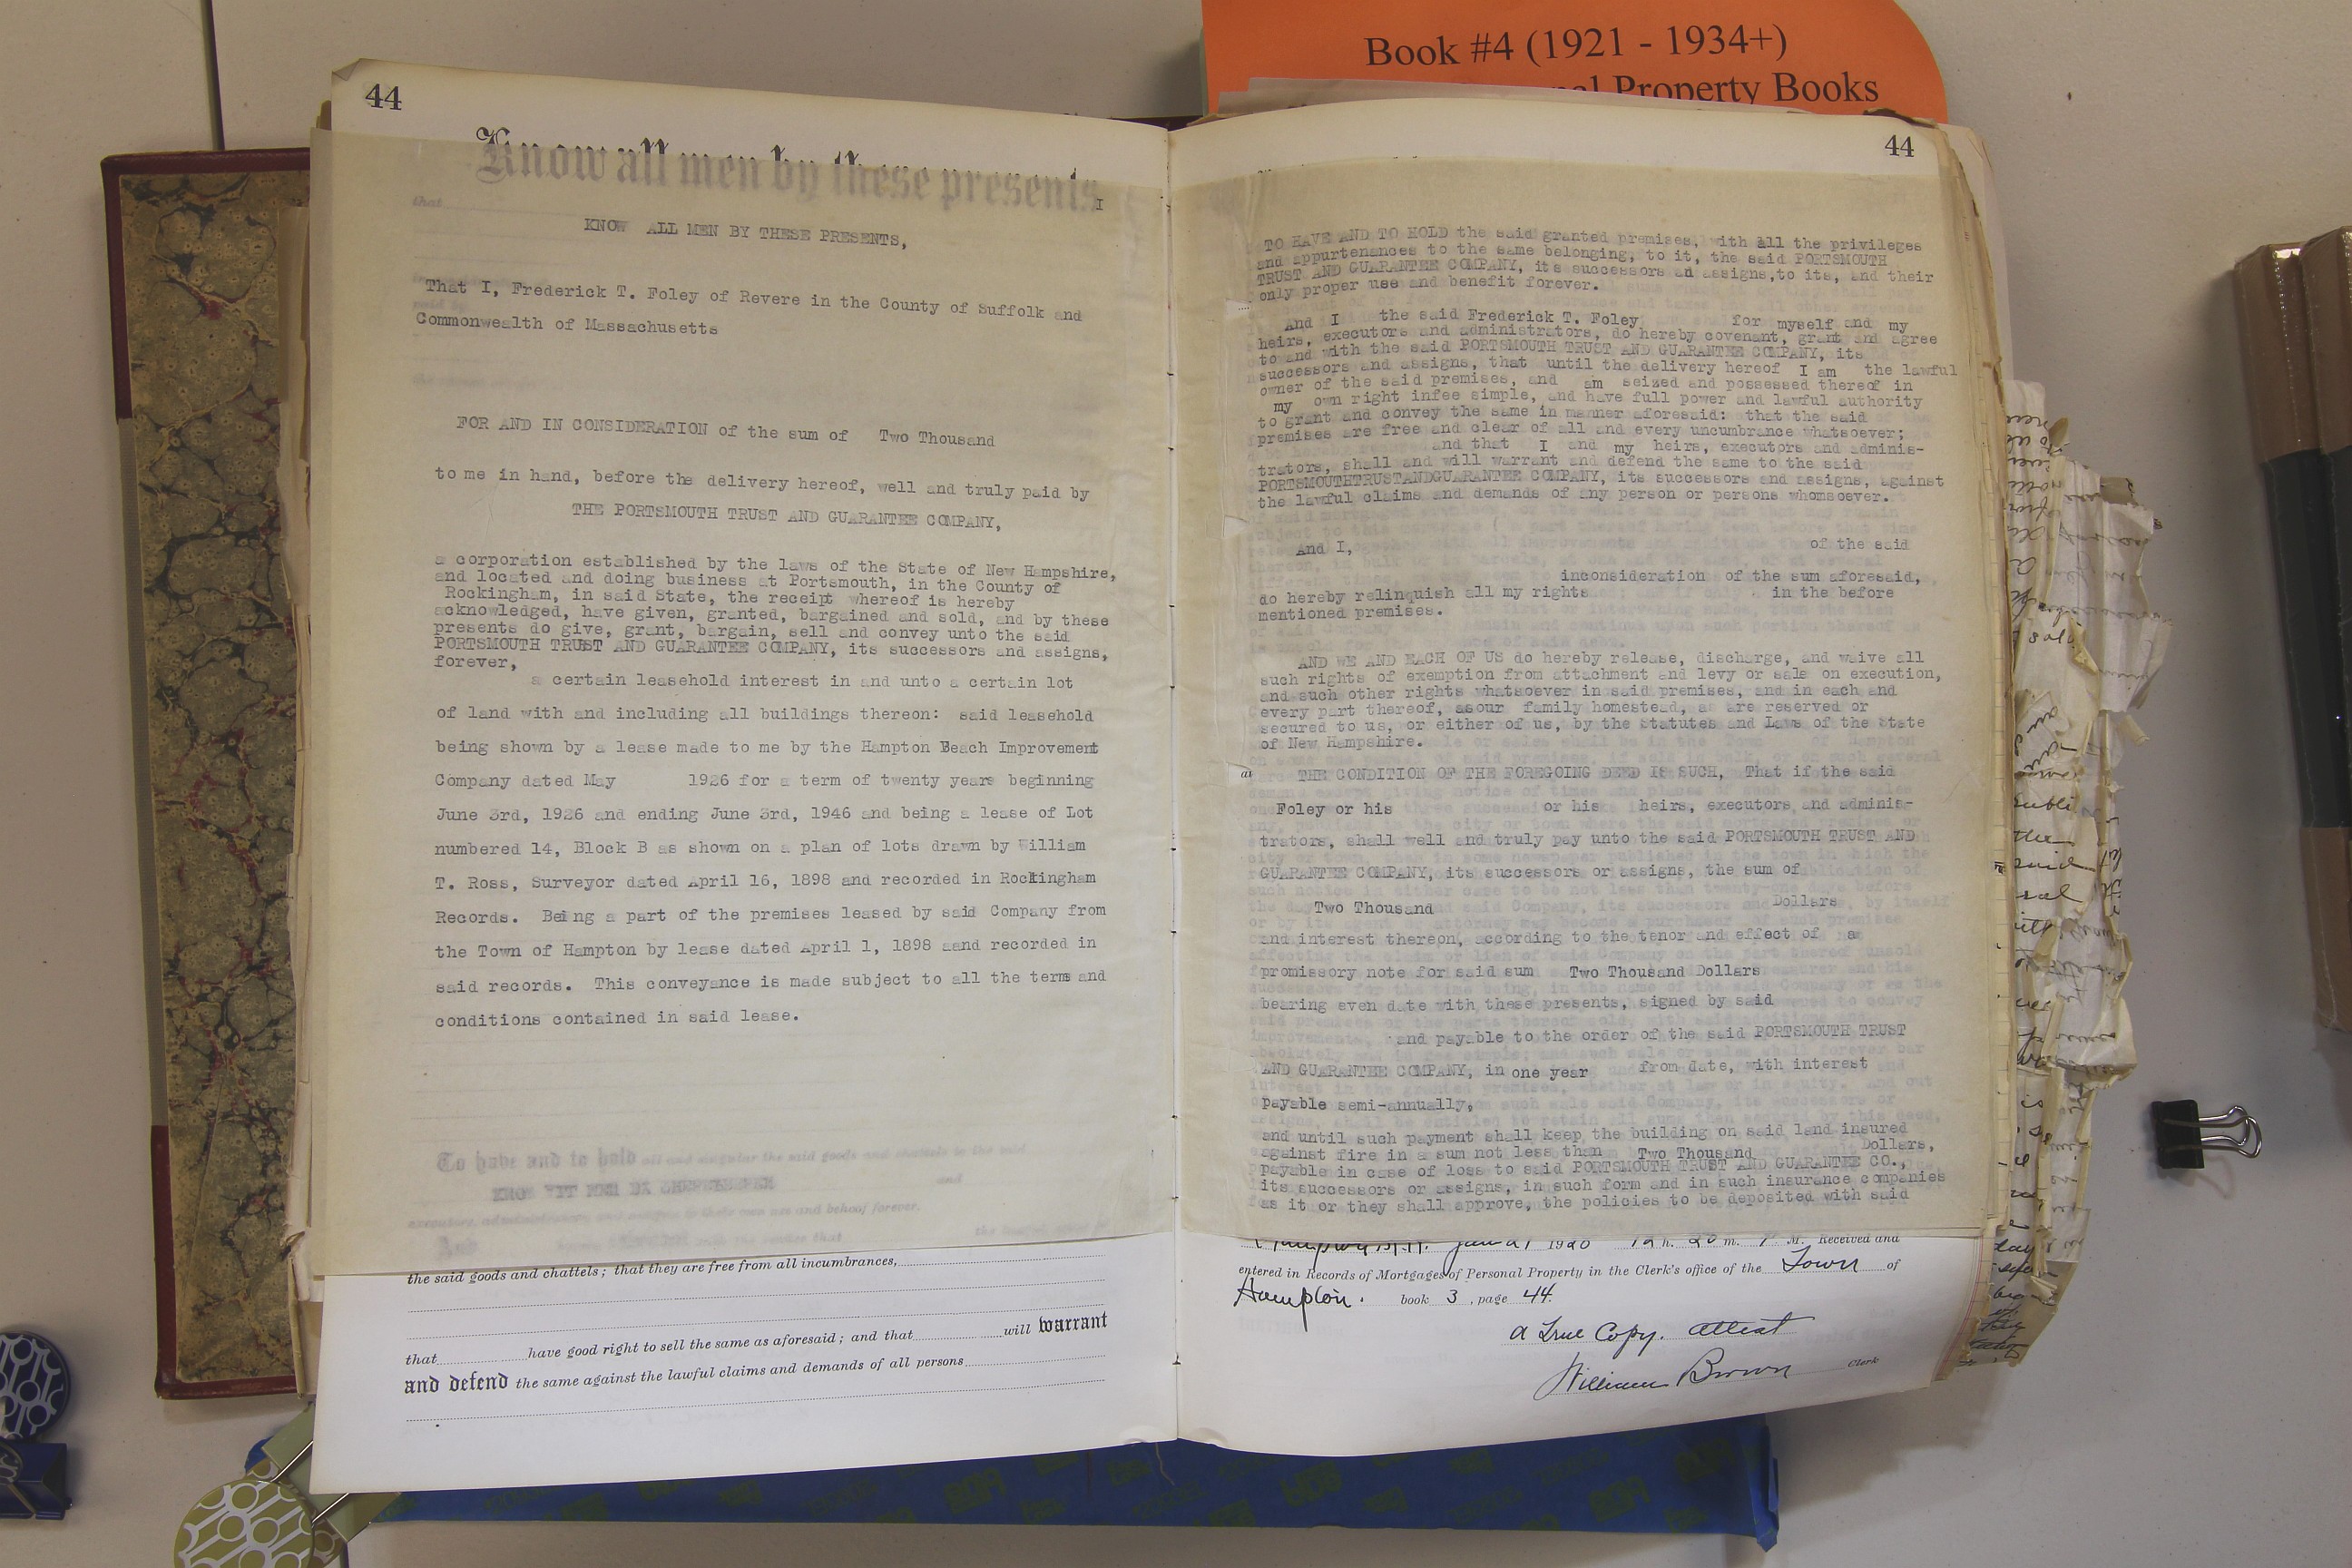 Book #4 (1921 - 1934+)
Property Books
44
Know all men by these presents
that
I
KNOW ALL MEN BY THESE PRESENTS,
That I, Frederick T. Foley of Revere in the County of Suffolk and
Commonwealth of Massachusetts
FOR AND IN CONSIDERATION of the sum of Two Thousand
to me in hand, before the delivery hereof, well and truly paid by
THE PORTSMOUTH TRUST AND GUARANTEE COMPANY,
a corporation established by the laws of the State of New Hampshire,
and located and doing business at Portsmouth, in the County of
Rockingham, in said State, the receipt whereof is hereby
acknowledged, have given, granted, bargained and sold, and by these
presents do give, grant, bargain, sell and convey unto the said
PORTSMOUTH TRUST AND GUARANTEE COMPANY, its successors and assigns,
forever,
a certain leasehold interest in and unto a certain lot
of land with and including all buildings thereon: said leasehold
being shown by a lease made to me by the Hampton Beach Improvement
Company dated May 1926 for a term of twenty years beginning
June 3rd, 1926 and ending June 3rd, 1946 and being a lease of Lot
numbered 14, Block B as shown on a plan of lots drawn by William
T. Ross, Surveyor dated April 16, 1898 and recorded in Rockingham
Records. Being a part of the premises leased by said Company from
the Town of Hampton by lease dated April 1, 1898 aand recorded in
said records. This conveyance is made subject to all the terms and
conditions contained in said lease.
To have and to hold all and singular the said goods and chattels to the said
and
executors, administrators and assigns to their own use and behoof forever.
And
the said goods and chattels; that they are free from all incumbrances,
that have good right to sell the same as aforesaid; and that will warrant
and defend the same against the lawful claims and demands of all persons
44
TO HAVE AND TO HOLD the said granted premises, with all the privileges
and appurtenances to the same belonging, to it, the said PORTSMOUTH
TRUST AND GUARANTEE COMPANY, its successors ad assigns,to its, and their
only proper use and benefit forever.
And I the said Frederick T. Foley for myself and my
heirs, executors and administrators, do hereby covenant, grant and agree
to and with the said PORTSMOUTH TRUST AND GUARANTEE COMPANY, its
successors and assigns, that until the delivery hereof I am the lawful
owner of the said premises, and am seized and possessed thereof in
my own right infee simple, and have full power and lawful authority
to grant and convey the same in manner aforesaid: that the said
premises are free and clear of all and every uncumbrance whatsoever;
and that I and my heirs, executors and adminis-
trators, shall and will warrant and defend the same to the said
PORTSMOUTHTRUSTANDGUARANTEE COMPANY, its successors and assigns, against
the lawful claims and demands of any person or persons whomsoever.
And I, of the said
inconsideration of the sum aforesaid,
do hereby relinquish all my rights in the before
mentioned premises.
AND WE AND EACH OF US do hereby release, discharge, and waive all
such rights of exemption from attachment and levy or sale on execution,
and such other rights whatsoever in said premises, and in each and
every part thereof, asour family homestead, as are reserved or
secured to us, or either of us, by the Statutes and Laws of the State
of New Hampshire.
THE CONDITION OF THE FOREGOING DEED IS SUCH, That if the said
Foley or his or his heirs, executors and adminis-
trators, shall well and truly pay unto the said PORTSMOUTH TRUST AND
GUARANTEE COMPANY, its successors or assigns, the sum of
Two Thousand Dollars
and interest thereon, according to the tenor and effect of a
promissory note for said sum Two Thousand Dollars
bearing even date with these presents, signed by said
and payable to the order of the said PORTSMOUTH TRUST
AND GUARANTEE COMPANY, in one year from date, with interest
payable semi-annually,
and until such payment shall keep the building on said land insured
against fire in a sum not less than Two Thousand Dollars,
payable in case of loss to said PORTSMOUTH TRUST AND GUARANTEE CO.,
its successors or assigns, in such form and in such insurance companies
as it or they shall approve, the policies to be deposited with said
12 h. 20 m. P M. Received and
entered in Records of Mortgages of Personal Property in the Clerk's office of the Town of
Hampton. book 3, page 44.
A True Copy. Attest
William Brown Clerk